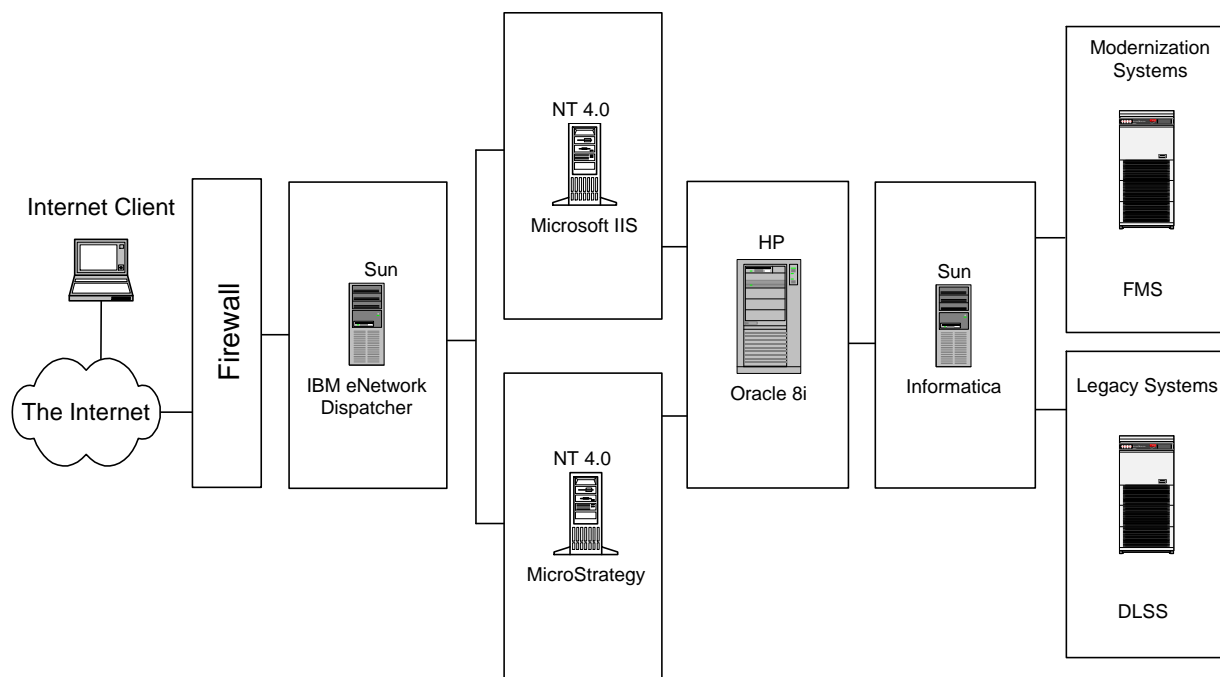 Internet Client
The Internet
Firewall
Sun
IBM eNetwork
Dispatcher
NT 4.0
Microsoft IIS
NT 4.0
MicroStrategy
HP
Oracle 8i
Sun
Informatica
Modernization
Systems
FMS
Legacy Systems
DLSS